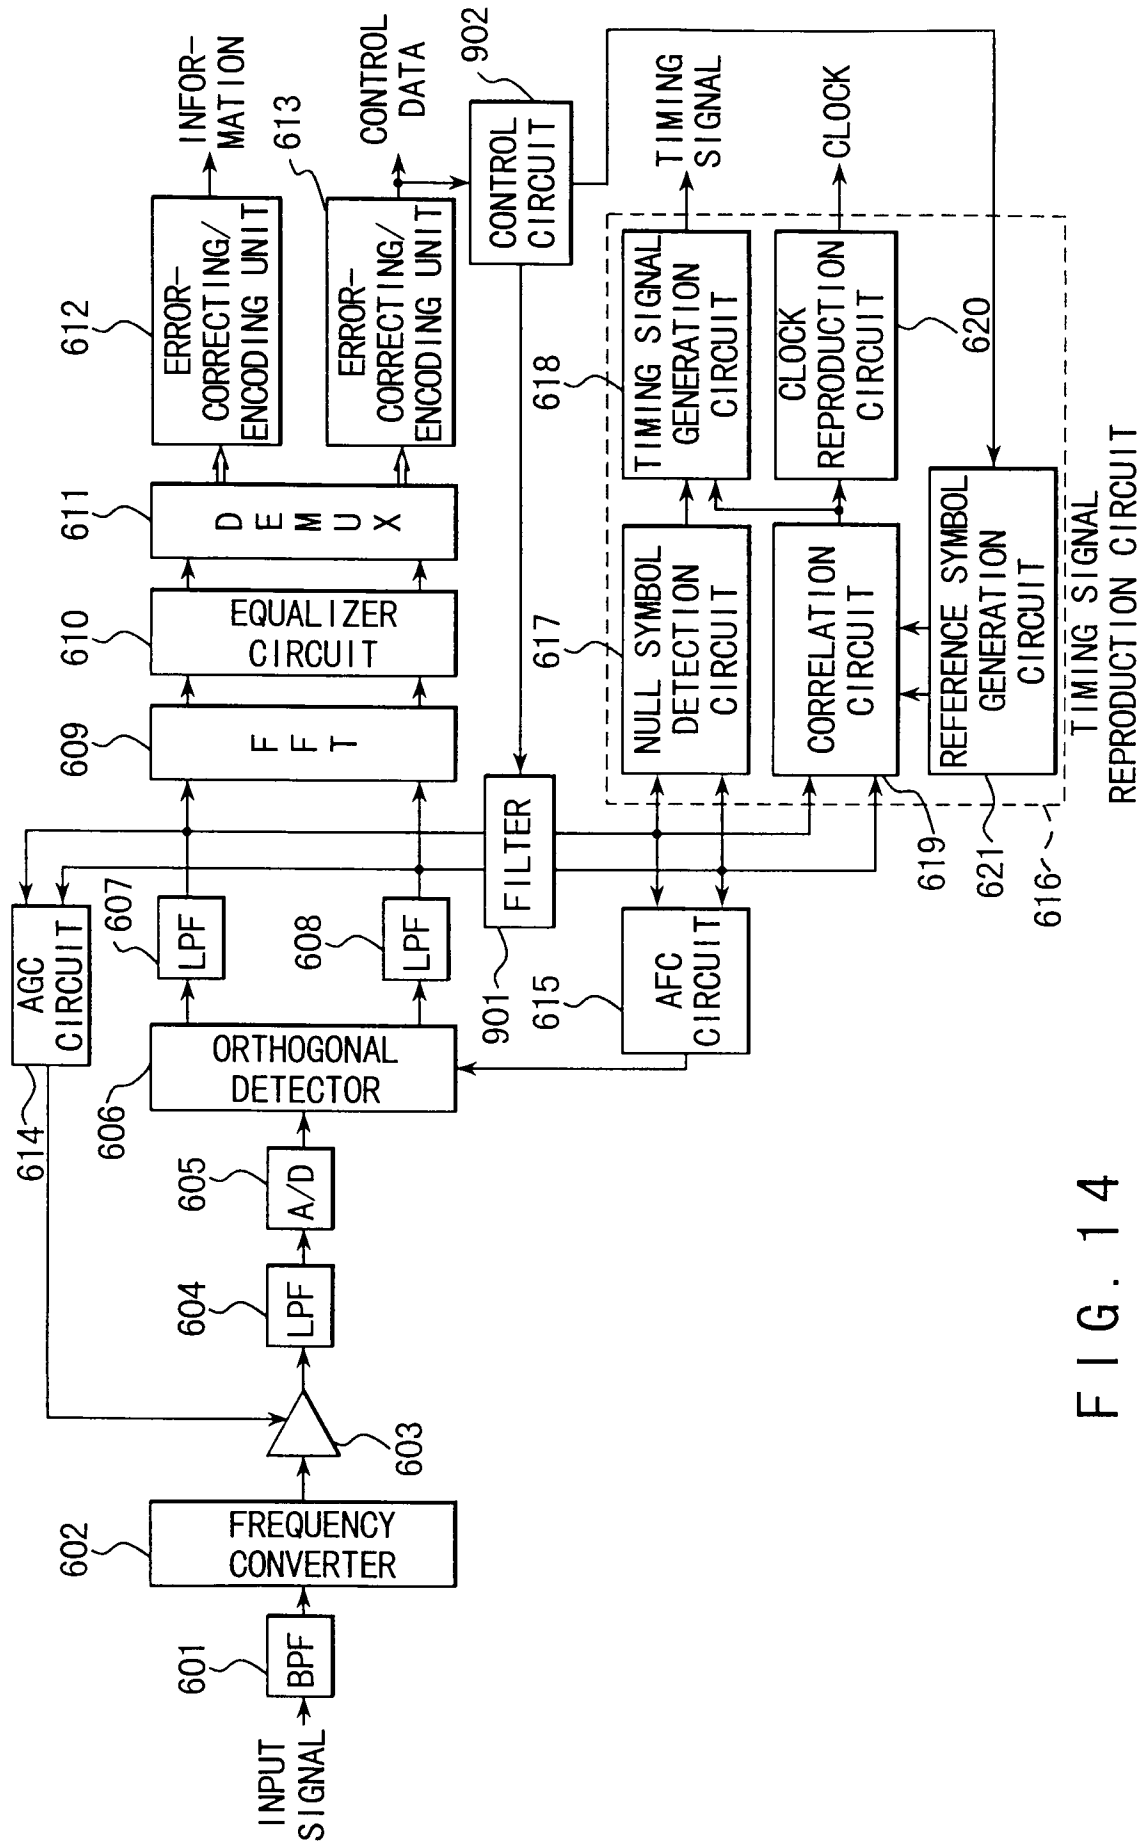 614
AGC
CIRCUIT
607
LPF
608
LPF
609
FFT
610
EQUALIZER
CIRCUIT
611
DEMUX
612
ERROR-
CORRECTING/
ENCODING UNIT
INFOR-
MATION
613
ERROR-
CORRECTING/
ENCODING UNIT
CONTROL
DATA
INPUT
SIGNAL
601
BPF
602
FREQUENCY
CONVERTER
603
604
LPF
605
A/D
606
ORTHOGONAL
DETECTOR
901
FILTER
902
CONTROL
CIRCUIT
615
AFC
CIRCUIT
617
NULL SYMBOL
DETECTION
CIRCUIT
618
TIMING SIGNAL
GENERATION
CIRCUIT
TIMING
SIGNAL
619
CORRELATION
CIRCUIT
CLOCK
REPRODUCTION
CIRCUIT
620
CLOCK
621
REFERENCE SYMBOL
GENERATION
CIRCUIT
616
TIMING SIGNAL
REPRODUCTION CIRCUIT
FIG. 14